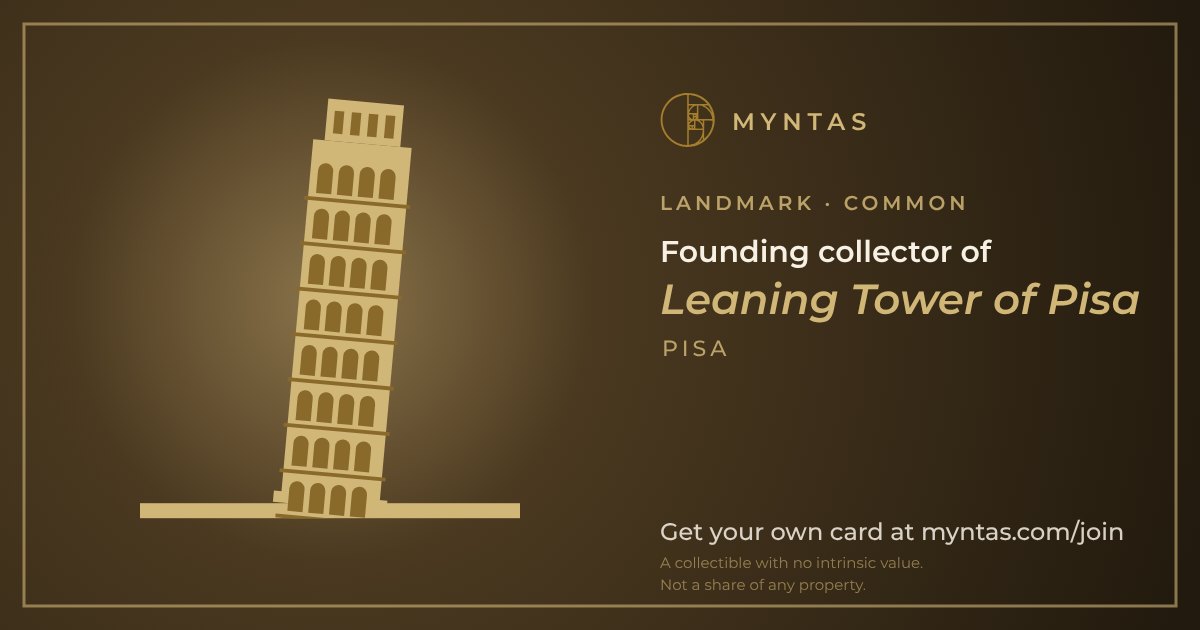 MYNTAS
LANDMARK · COMMON
Founding collector of
Leaning Tower of Pisa
PISA
Get your own card at myntas.com/join
A collectible with no intrinsic value.
Not a share of any property.